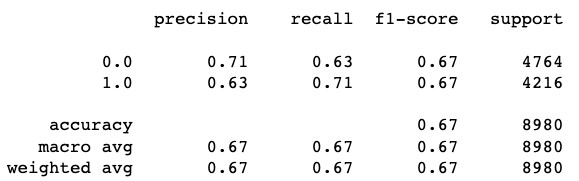 precision recall f1-score support
0.0 0.71 0.63 0.67 4764
1.0 0.63 0.71 0.67 4216
accuracy 0.67 8980
macro avg 0.67 0.67 0.67 8980
weighted avg 0.67 0.67 0.67 8980